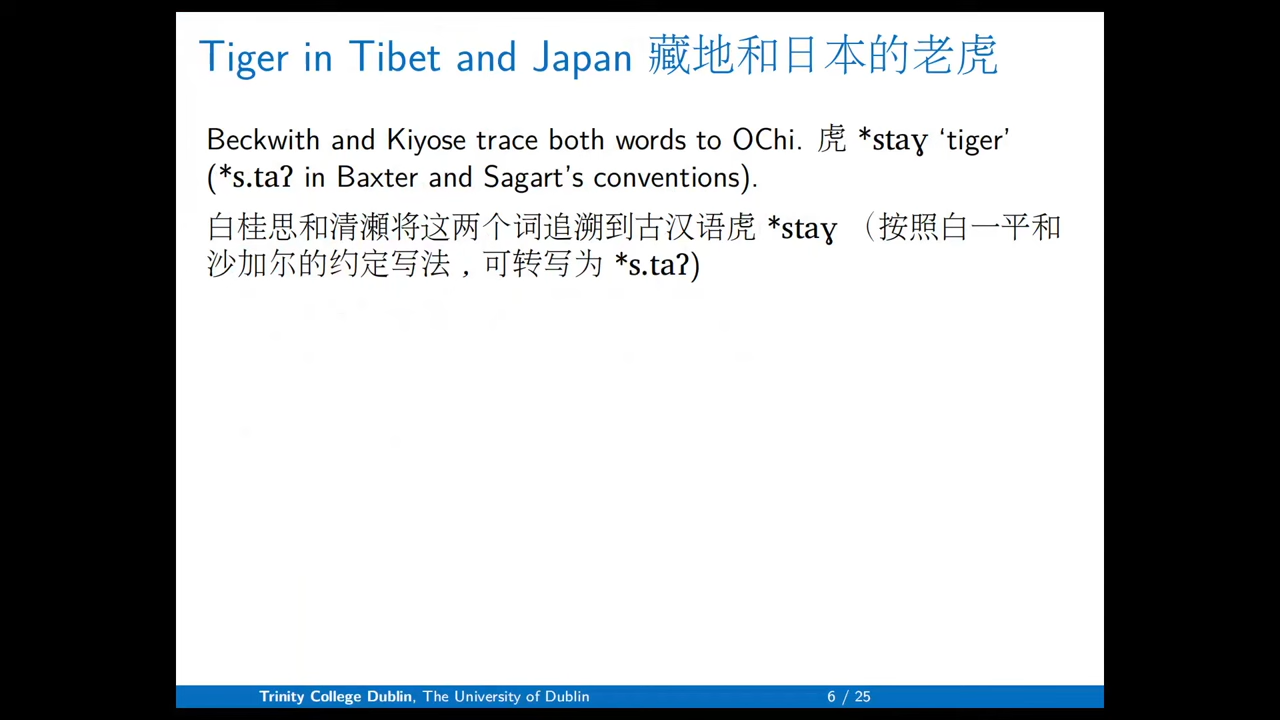 Tiger in Tibet and Japan 藏地和日本的老虎
Beckwith and Kiyose trace both words to OChi. 虎 *staɣ ‘tiger’
(*s.taʔ in Baxter and Sagart’s conventions).
白桂思和清瀬将这两个词追溯到古汉语虎 *staɣ （按照白一平和
沙加尔的约定写法，可转写为 *s.taʔ)
Trinity College Dublin, The University of Dublin
6 / 25